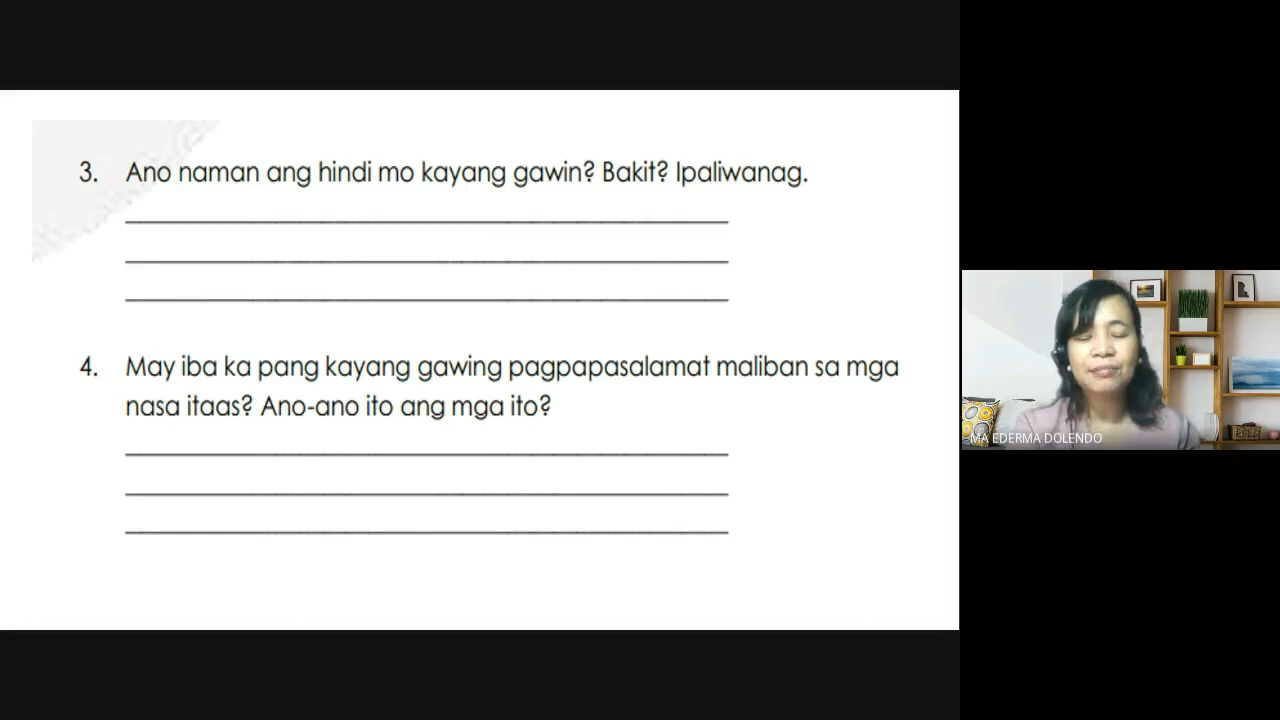 3. Ano naman ang hindi mo kayang gawin? Bakit? Ipaliwanag.
4. May iba ka pang kayang gawing pagpapasalamat maliban sa mga
nasa itaas? Ano-ano ito ang mga ito?
MA EDERMA DOLENDO